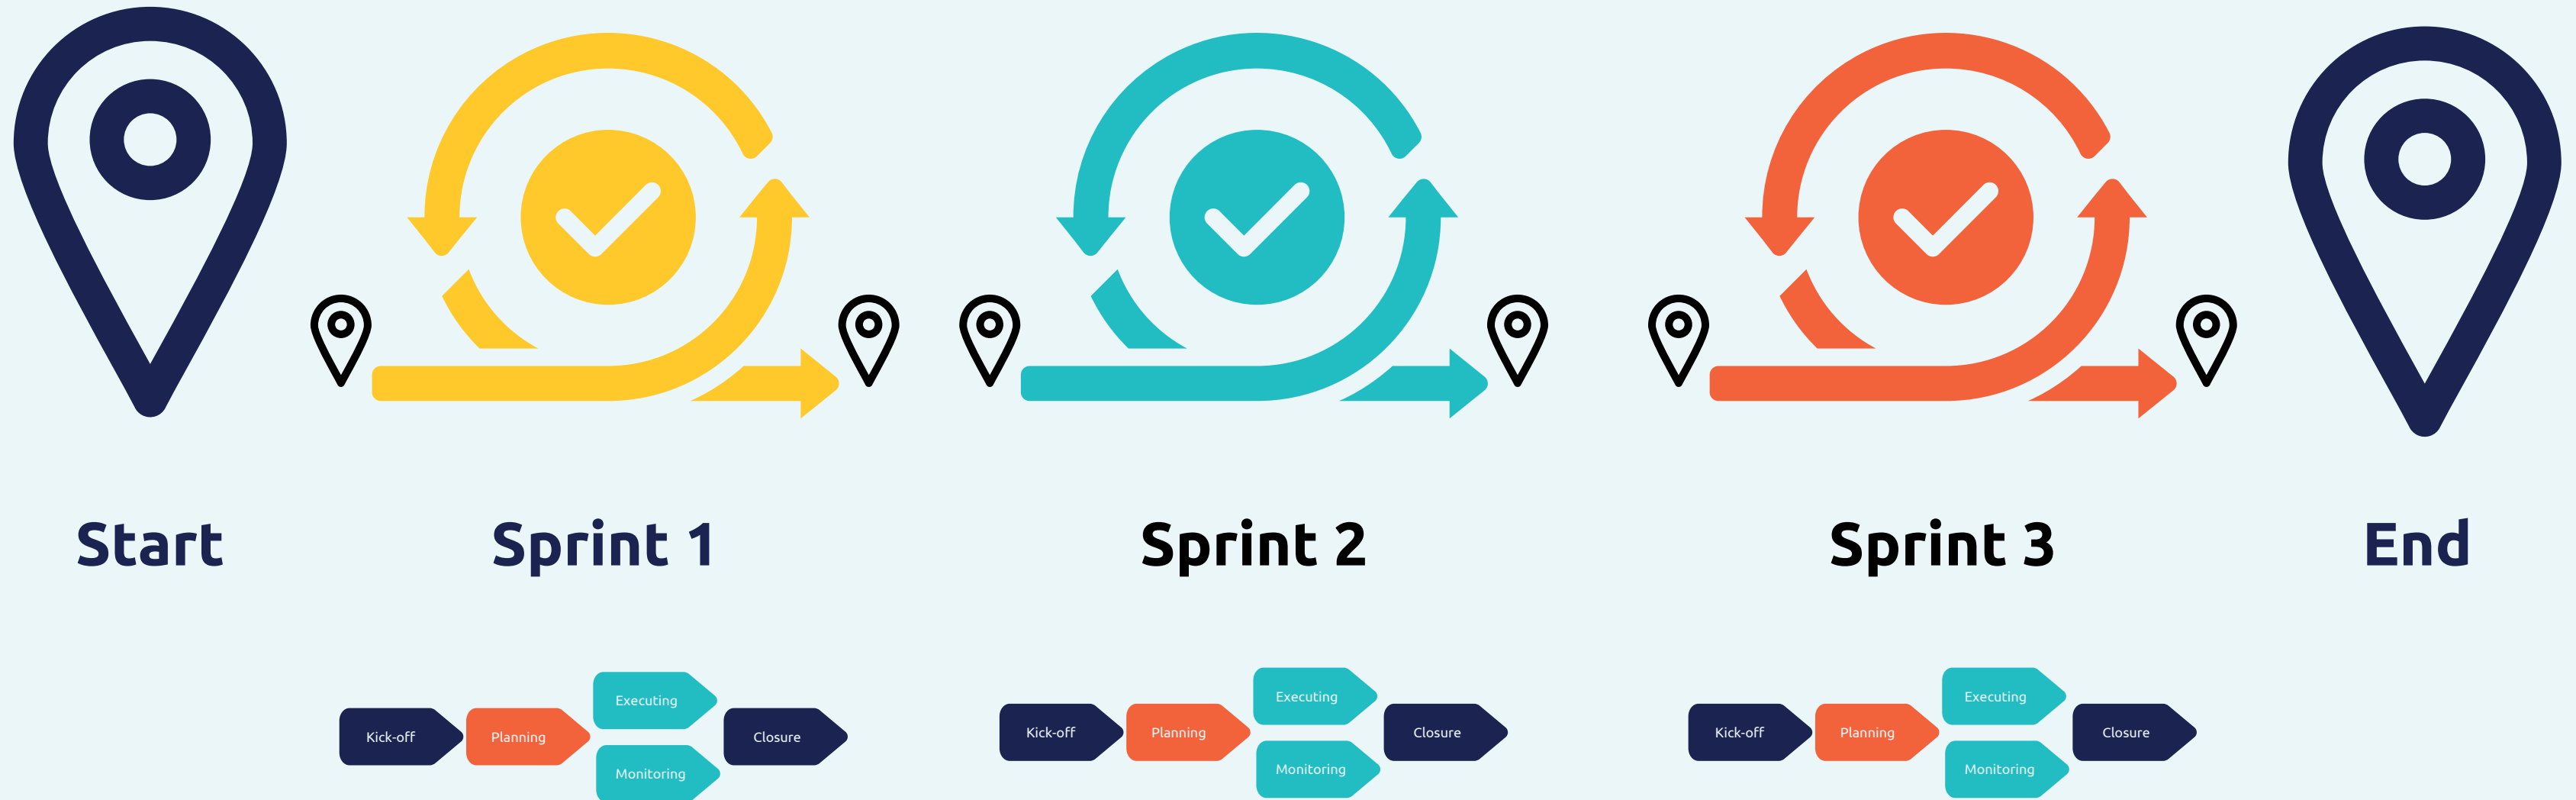 Start
Sprint 1
Sprint 2
Sprint 3
End
Kick-off
Planning
Executing
Monitoring
Closure
Kick-off
Planning
Executing
Monitoring
Closure
Kick-off
Planning
Executing
Monitoring
Closure